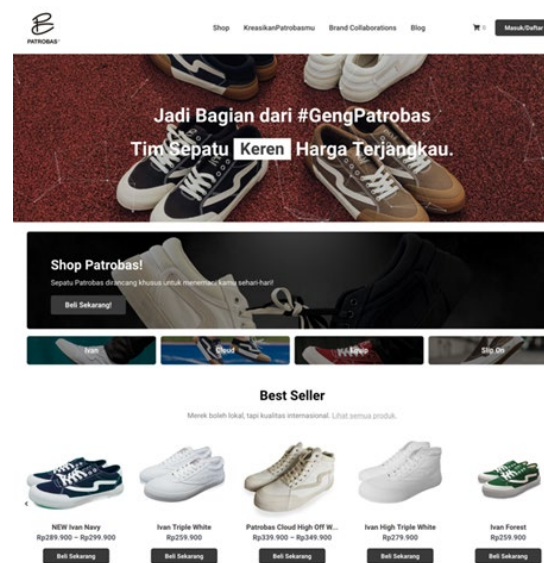 PATROBAS
Shop KreasikanPatrobasmu Brand Collaborations Blog 0 Masuk/Daftar
Jadi Bagian dari #GengPatrobas
Tim Sepatu Keren Harga Terjangkau.
Shop Patrobas!
Sepatu Patrobas dirancang khusus untuk menemani kamu sehari-hari!
Beli Sekarang!
Ivan Cloud Equip Slip On
Best Seller
Merek boleh lokal, tapi kualitas internasional. Lihat semua produk.
NEW Ivan Navy Ivan Triple White Patrobas Cloud High Off W... Ivan High Triple White Ivan Forest
Rp289.900 – Rp299.900 Rp259.900 Rp339.900 – Rp349.900 Rp279.900 Rp259.900
Beli Sekarang Beli Sekarang Beli Sekarang Beli Sekarang Beli Sekarang